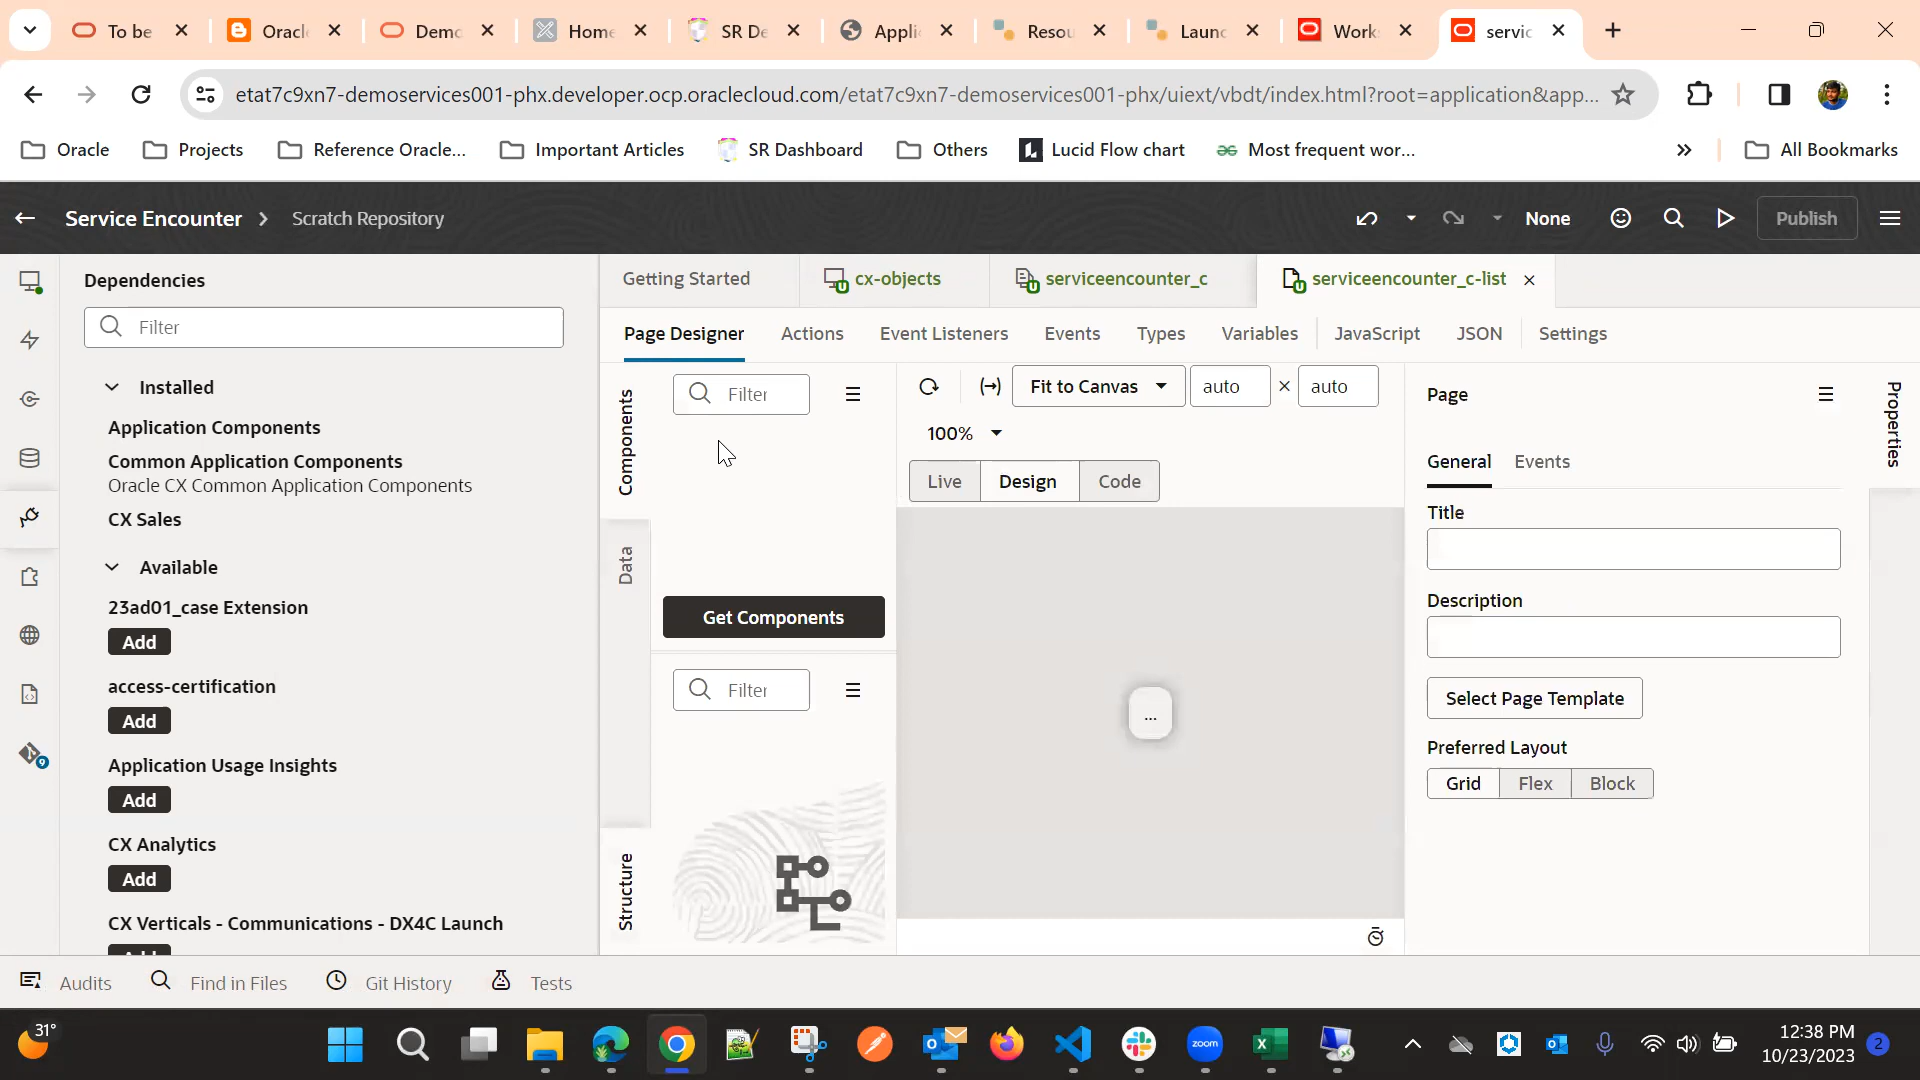 To be
Oracl
Demo
Home
SR De
Appli
Resou
Launc
Work
servic
etat7c9xn7-demoservices001-phx.developer.ocp.oraclecloud.com/etat7c9xn7-demoservices001-phx/uiext/vbdt/index.html?root=application&app...
Oracle
Projects
Reference Oracle...
Important Articles
SR Dashboard
Others
Lucid Flow chart
Most frequent wor...
All Bookmarks
Service Encounter
Scratch Repository
None
Publish
Dependencies
Filter
Installed
Application Components
Common Application Components
Oracle CX Common Application Components
CX Sales
Available
23ad01_case Extension
Add
access-certification
Add
Application Usage Insights
Add
CX Analytics
Add
CX Verticals - Communications - DX4C Launch
Add
Getting Started
cx-objects
serviceencounter_c
serviceencounter_c-list
Page Designer
Actions
Event Listeners
Events
Types
Variables
JavaScript
JSON
Settings
Components
Data
Structure
Filter
Get Components
Filter
Fit to Canvas
auto
×
auto
100%
Live
Design
Code
...
Page
General
Events
Title
Description
Select Page Template
Preferred Layout
Grid
Flex
Block
Properties
Audits
Find in Files
Git History
Tests
31°
zoom
12:38 PM
10/23/2023
2